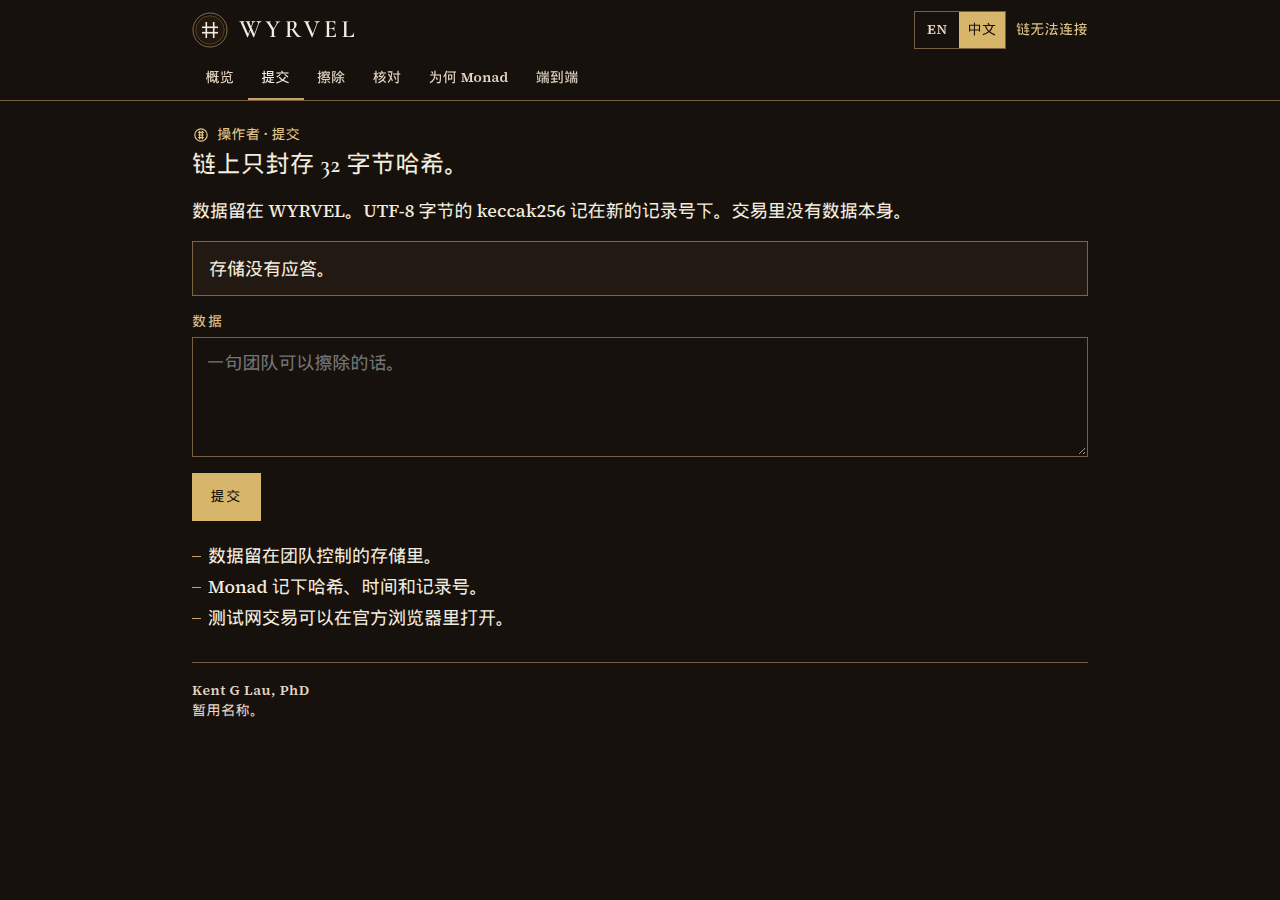 WYRVEL
EN 中文 链无法连接
概览 提交 擦除 核对 为何 Monad 端到端
操作者 · 提交
链上只封存 32 字节哈希。
数据留在 WYRVEL。UTF-8 字节的 keccak256 记在新的记录号下。交易里没有数据本身。
存储没有应答。
数据
一句团队可以擦除的话。
提交
– 数据留在团队控制的存储里。
– Monad 记下哈希、时间和记录号。
– 测试网交易可以在官方浏览器里打开。
Kent G Lau, PhD
暂用名称。